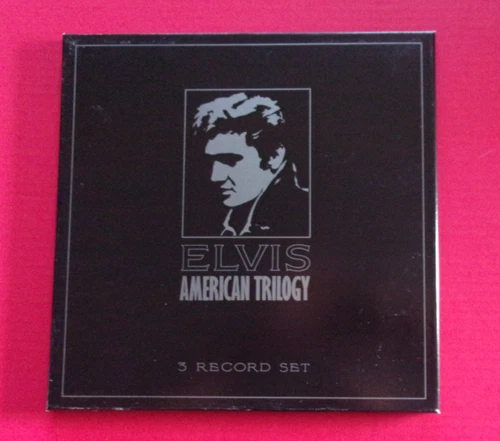 ELVIS
AMERICAN TRILOGY
3 RECORD SET